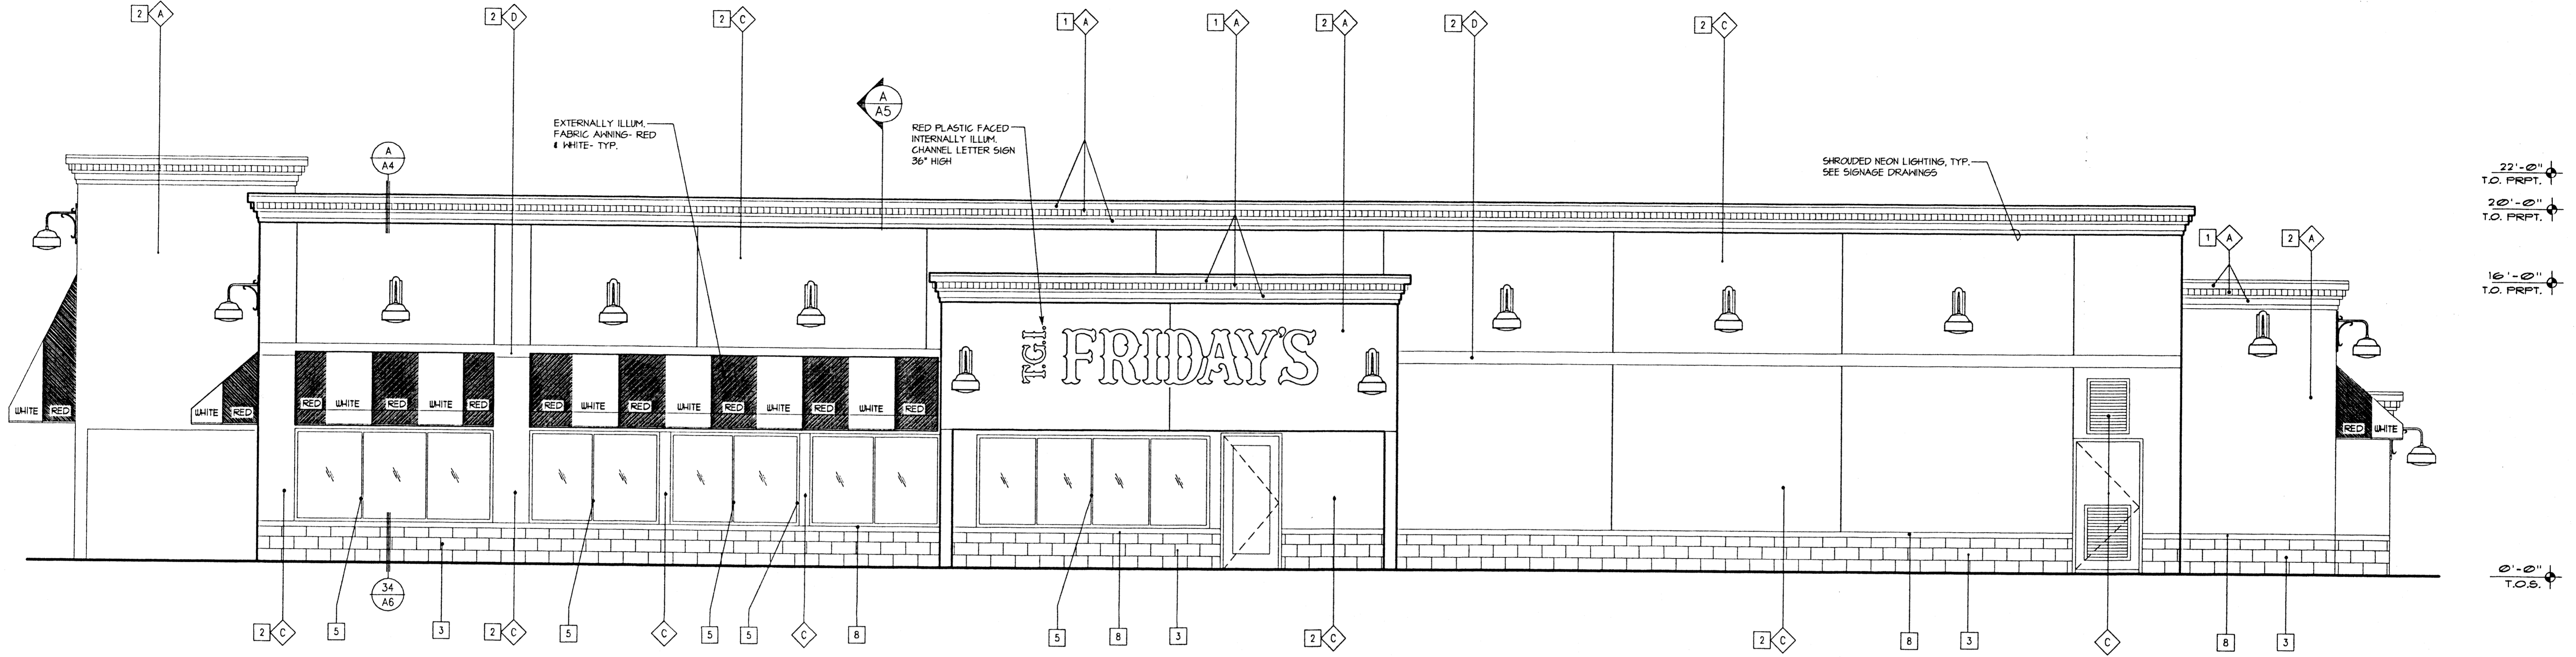 2 A
2 D
2 C
1 A
1 A
2 A
2 D
2 C
A
A5
EXTERNALLY ILLUM.
FABRIC AWNING- RED
& WHITE- TYP.
RED PLASTIC FACED
INTERNALLY ILLUM.
CHANNEL LETTER SIGN
36" HIGH
A
A4
SHROUDED NEON LIGHTING, TYP.
SEE SIGNAGE DRAWINGS
22'-0"
T.O. PRPT.
20'-0"
T.O. PRPT.
1 A
2 A
16'-0"
T.O. PRPT.
T.G.I. FRIDAY'S
WHITE RED
WHITE RED
RED WHITE RED WHITE RED
RED WHITE RED WHITE RED WHITE RED WHITE RED
RED WHITE
0'-0"
T.O.S.
34
A6
2 C
5
3
2 C
5
C
5
5
C
8
5
8
3
2 C
2 C
8
3
C
8
3